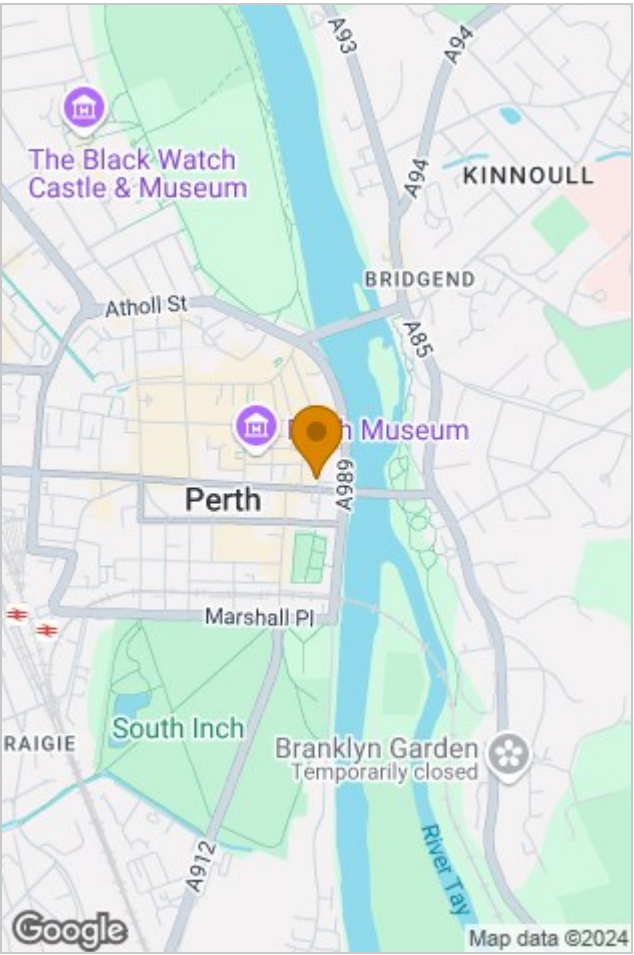 A93
A94
The Black Watch
Castle & Museum
A94
KINNOULL
BRIDGEND
Atholl St
A85
Museum
A989
Perth
Marshall Pl
South Inch
RAIGIE
Branklyn Garden
Temporarily closed
A912
River Tay
Google
Map data ©2024